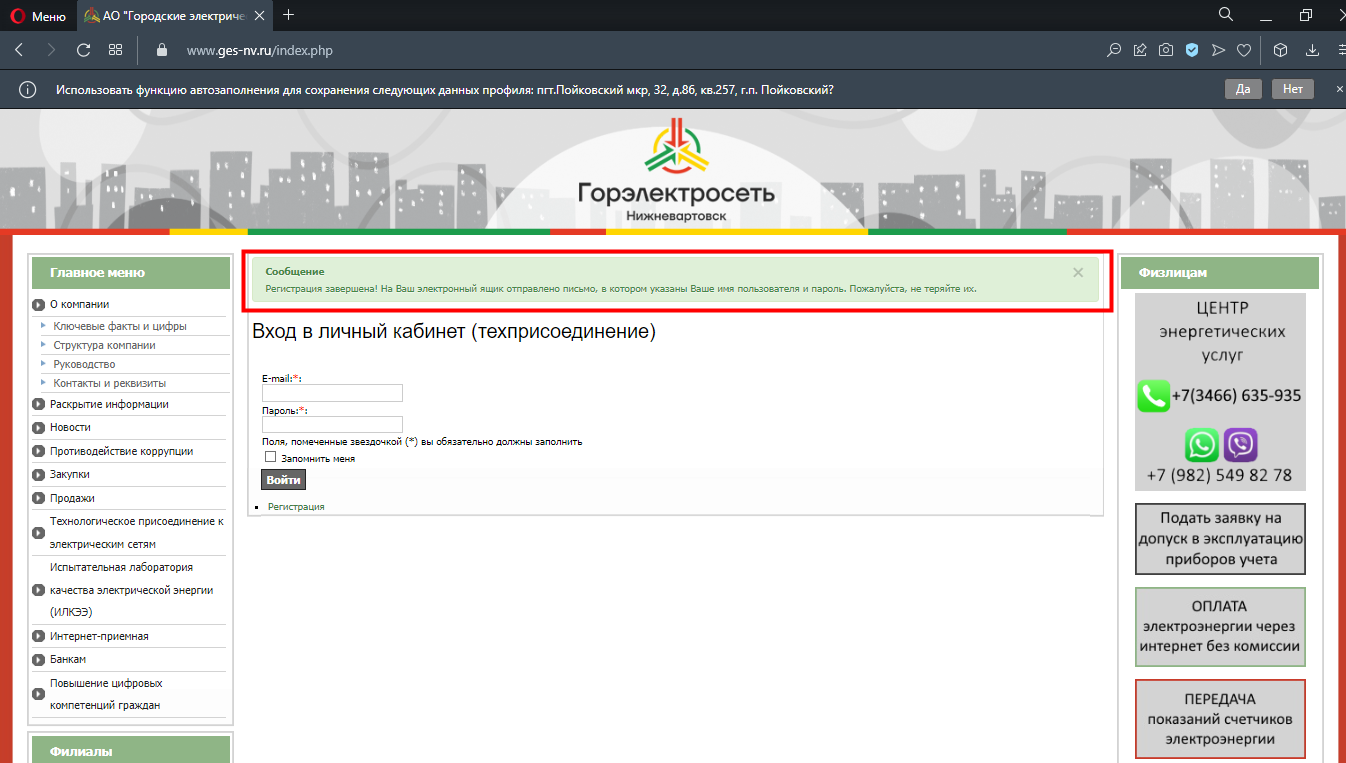 Меню
АО "Городские электриче
www.ges-nv.ru/index.php
Использовать функцию автозаполнения для сохранения следующих данных профиля: пгт.Пойковский мкр, 32, д.86, кв.257, г.п. Пойковский?
Да
Нет
Горэлектросеть
Нижневартовск
Главное меню
О компании
Ключевые факты и цифры
Структура компании
Руководство
Контакты и реквизиты
Раскрытие информации
Новости
Противодействие коррупции
Закупки
Продажи
Технологическое присоединение к
электрическим сетям
Испытательная лаборатория
качества электрической энергии
(ИЛКЭЭ)
Интернет-приемная
Банкам
Повышение цифровых
компетенций граждан
Филиалы
Сообщение
Регистрация завершена! На Ваш электронный ящик отправлено письмо, в котором указаны Ваше имя пользователя и пароль. Пожалуйста, не теряйте их.
Вход в личный кабинет (техприсоединение)
E-mail:*:
Пароль:*:
Поля, помеченные звездочкой (*) вы обязательно должны заполнить
Запомнить меня
Войти
Регистрация
Физлицам
ЦЕНТР
энергетических
услуг
+7(3466) 635-935
+7 (982) 549 82 78
Подать заявку на
допуск в эксплуатацию
приборов учета
ОПЛАТА
электроэнергии через
интернет без комиссии
ПЕРЕДАЧА
показаний счетчиков
электроэнергии